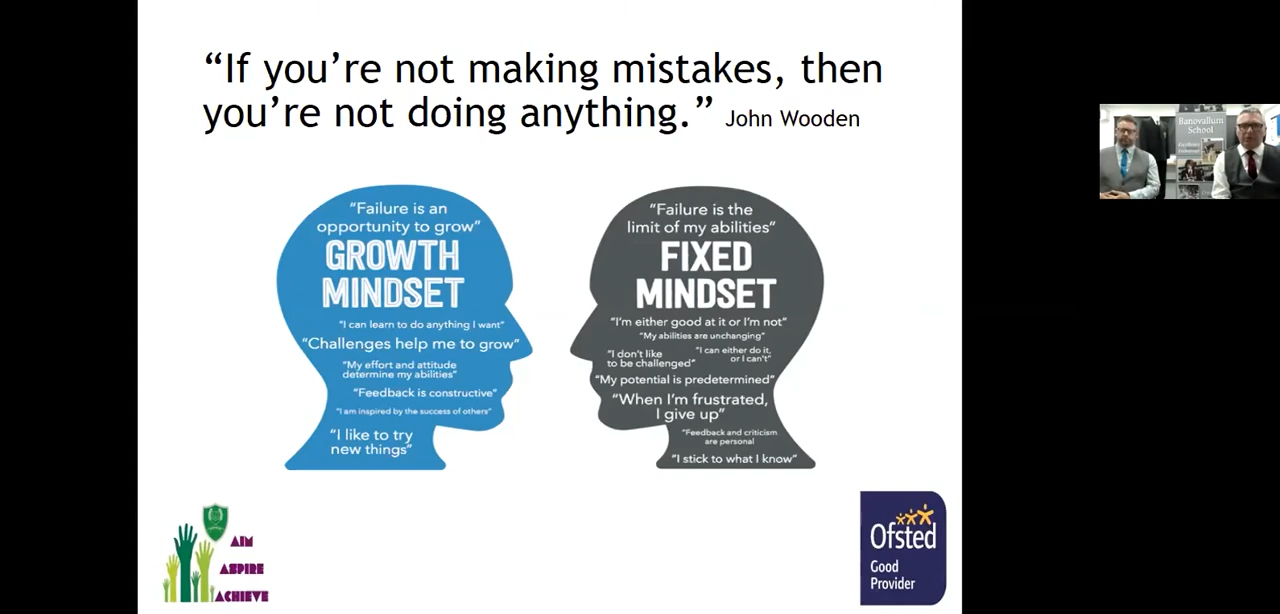 “If you’re not making mistakes, then
you’re not doing anything.” John Wooden
“Failure is an
opportunity to grow”
GROWTH
MINDSET
“I can learn to do anything I want”
“Challenges help me to grow”
“My effort and attitude
determine my abilities”
“Feedback is constructive”
“I am inspired by the success of others”
“I like to try
new things”
“Failure is the
limit of my abilities”
FIXED
MINDSET
“I’m either good at it or I’m not”
“My abilities are unchanging”
“I don’t like
to be challenged”
“I can either do it,
or I can’t”
“My potential is predetermined”
“When I’m frustrated,
I give up”
“Feedback and criticism
are personal
“I stick to what I know”
AIM
ASPIRE
ACHIEVE
Ofsted
Good
Provider
Banovallum
School